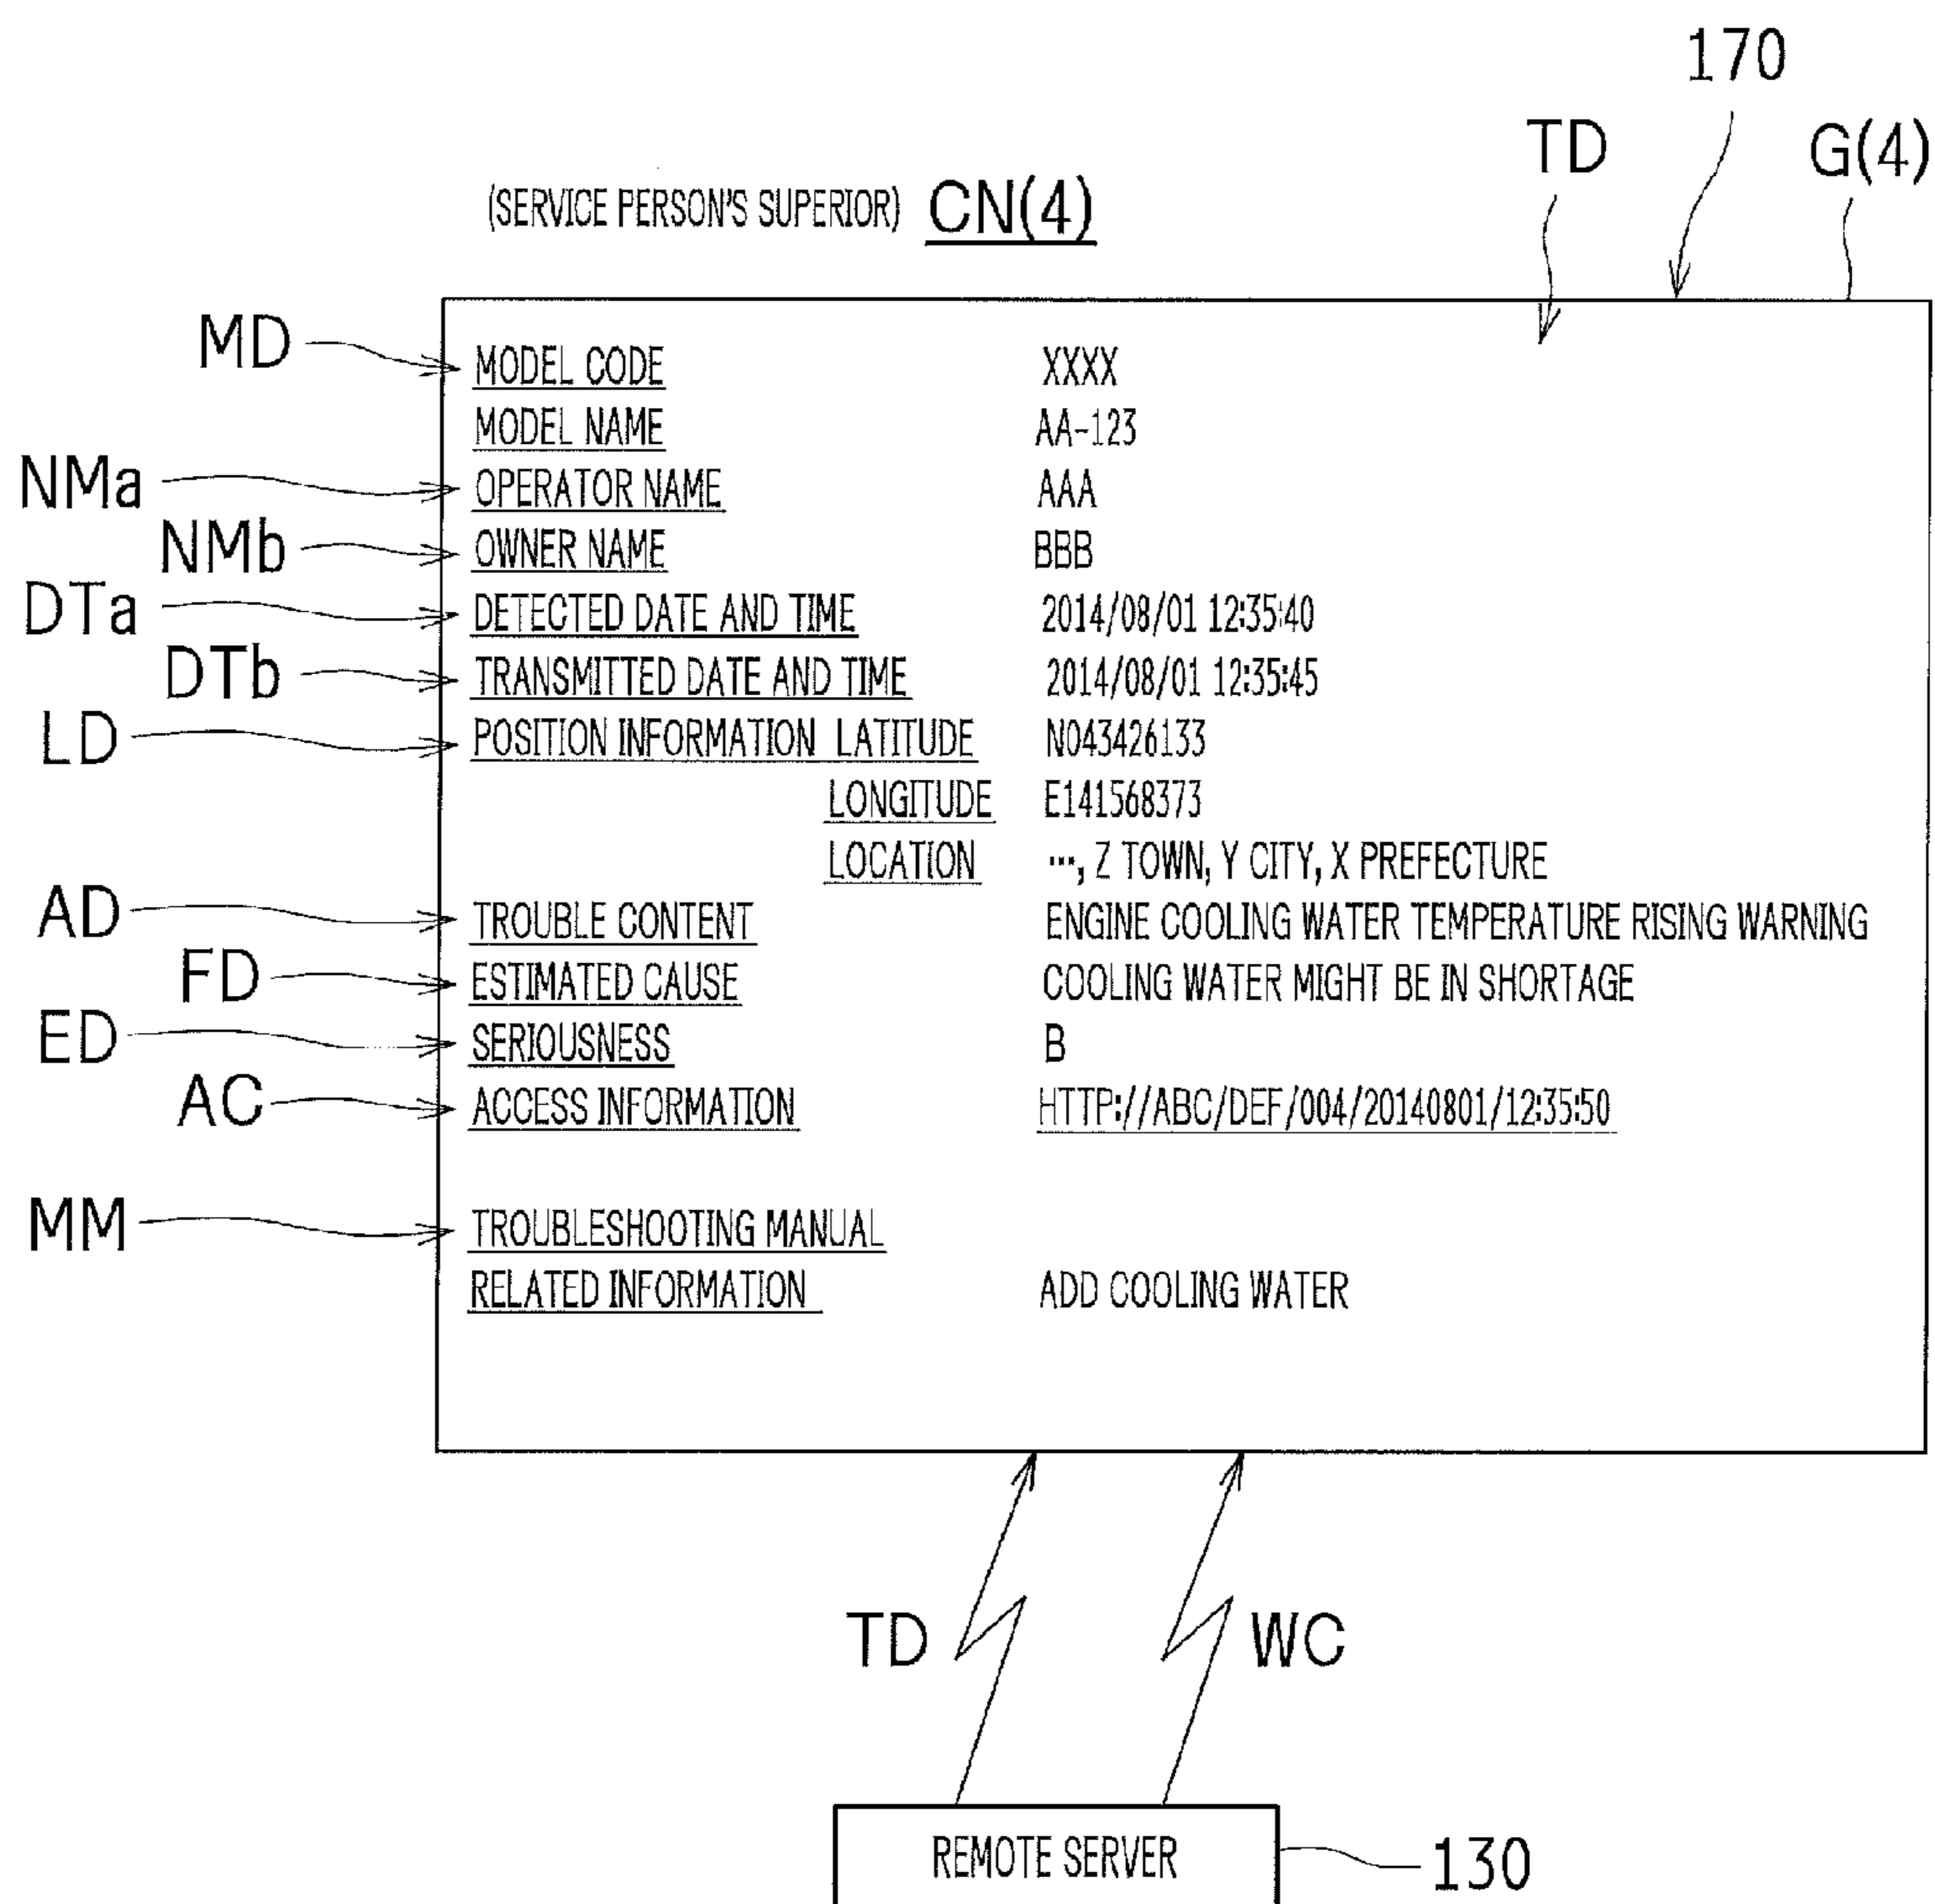 170
TD G(4)
(SERVICE PERSON'S SUPERIOR) CN(4)
MD MODEL CODE XXXX
MODEL NAME AA-123
NMa OPERATOR NAME AAA
NMb OWNER NAME BBB
DTa DETECTED DATE AND TIME 2014/08/01 12:35:40
DTb TRANSMITTED DATE AND TIME 2014/08/01 12:35:45
LD POSITION INFORMATION LATITUDE N043426133
LONGITUDE E141568373
LOCATION ···, Z TOWN, Y CITY, X PREFECTURE
AD TROUBLE CONTENT ENGINE COOLING WATER TEMPERATURE RISING WARNING
FD ESTIMATED CAUSE COOLING WATER MIGHT BE IN SHORTAGE
ED SERIOUSNESS B
AC ACCESS INFORMATION HTTP://ABC/DEF/004/20140801/12:35:50
MM TROUBLESHOOTING MANUAL
RELATED INFORMATION ADD COOLING WATER
TD WC
REMOTE SERVER 130